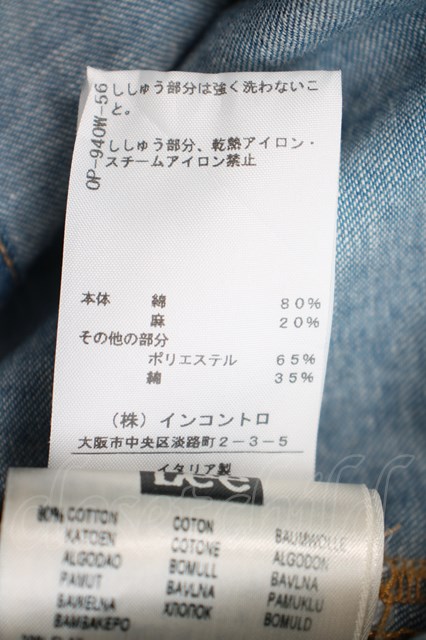 ししゅう部分は強く洗わないこ
と。
ししゅう部分、乾熱アイロン・
スチームアイロン禁止
OP-940W-56
本体 綿 80%
麻 20%
その他の部分
ポリエステル 65%
綿 35%
(株)インコントロ
大阪市中央区淡路町2-3-5
イタリア製
Lee
80% COTTON COTON BAUMWOLLE
KATOEN COTONE ALGODON
ALGODAO BOMULL BAVLNA
PAMUT BAVLNA PAMUKLU
ХЛОПОК BOMULD
ΒΑΜΒΑΚΕΡΟ
closet child